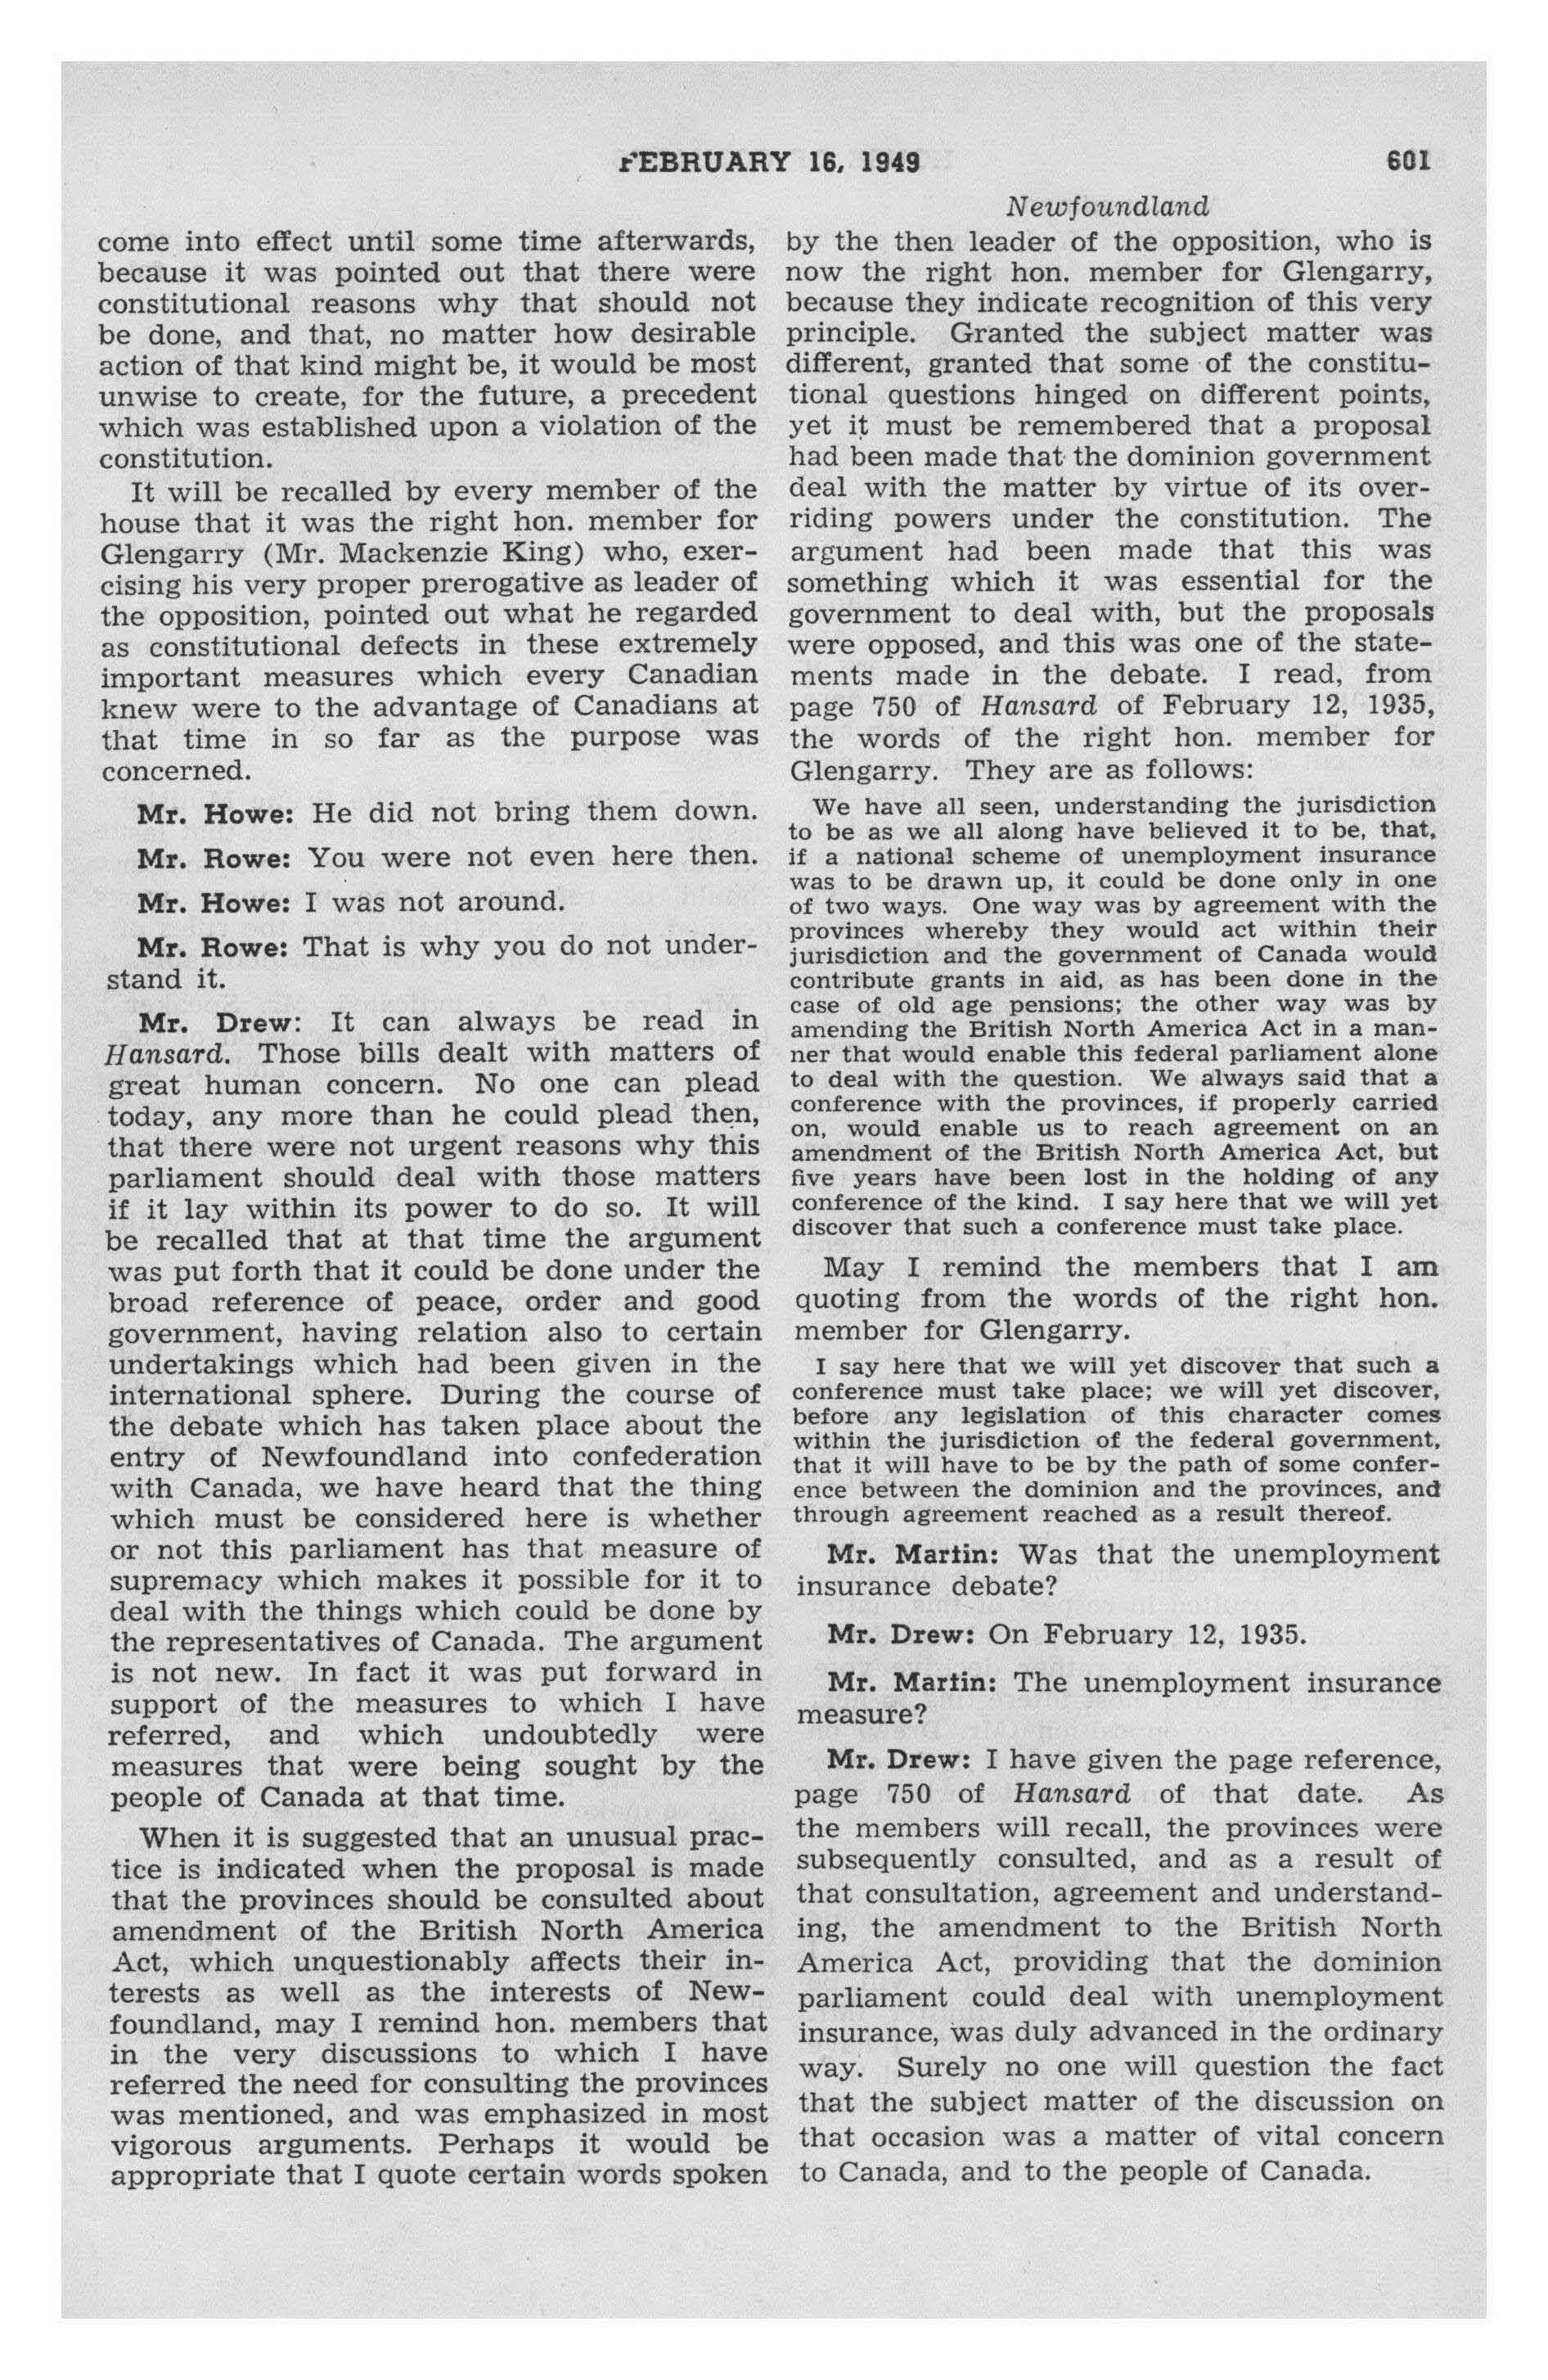 FEBRUARY 16, 1949
601
Newfoundland
come into effect until some time afterwards,
because it was pointed out that there were
constitutional reasons why that should not
be done, and that, no matter how desirable
action of that kind might be, it would be most
unwise to create, for the future, a precedent
which was established upon a violation of the
constitution.
It will be recalled by every member of the
house that it was the right hon. member for
Glengarry (Mr. Mackenzie King) who, exer-
cising his very proper prerogative as leader of
the opposition, pointed out what he regarded
as constitutional defects in these extremely
important measures which every Canadian
knew were to the advantage of Canadians at
that time in so far as the purpose was
concerned.
Mr. Howe: He did not bring them down.
Mr. Rowe: You were not even here then.
Mr. Howe: I was not around.
Mr. Rowe: That is why you do not under-
stand it.
Mr. Drew: It can always be read in
Hansard. Those bills dealt with matters of
great human concern. No one can plead
today, any more than he could plead then,
that there were not urgent reasons why this
parliament should deal with those matters
if it lay within its power to do so. It will
be recalled that at that time the argument
was put forth that it could be done under the
broad reference of peace, order and good
government, having relation also to certain
undertakings which had been given in the
international sphere. During the course of
the debate which has taken place about the
entry of Newfoundland into confederation
with Canada, we have heard that the thing
which must be considered here is whether
or not this parliament has that measure of
supremacy which makes it possible for it to
deal with the things which could be done by
the representatives of Canada. The argument
is not new. In fact it was put forward in
support of the measures to which I have
referred, and which undoubtedly were
measures that were being sought by the
people of Canada at that time.
When it is suggested that an unusual prac-
tice is indicated when the proposal is made
that the provinces should be consulted about
amendment of the British North America
Act, which unquestionably affects their in-
terests as well as the interests of New-
foundland, may I remind hon. members that
in the very discussions to which I have
referred the need for consulting the provinces
was mentioned, and was emphasized in most
vigorous arguments. Perhaps it would be
appropriate that I quote certain words spoken
by the then leader of the opposition, who is
now the right hon. member for Glengarry,
because they indicate recognition of this very
principle. Granted the subject matter was
different, granted that some of the constitu-
tional questions hinged on different points,
yet it must be remembered that a proposal
had been made that the dominion government
deal with the matter by virtue of its over-
riding powers under the constitution. The
argument had been made that this was
something which it was essential for the
government to deal with, but the proposals
were opposed, and this was one of the state-
ments made in the debate. I read, from
page 750 of Hansard of February 12, 1935,
the words of the right hon. member for
Glengarry. They are as follows:
We have all seen, understanding the jurisdiction
to be as we all along have believed it to be, that,
if a national scheme of unemployment insurance
was to be drawn up, it could be done only in one
of two ways. One way was by agreement with the
provinces whereby they would act within their
jurisdiction and the government of Canada would
contribute grants in aid, as has been done in the
case of old age pensions; the other way was by
amending the British North America Act in a man-
ner that would enable this federal parliament alone
to deal with the question. We always said that a
conference with the provinces, if properly carried
on, would enable us to reach agreement on an
amendment of the British North America Act, but
five years have been lost in the holding of any
conference of the kind. I say here that we will yet
discover that such a conference must take place.
May I remind the members that I am
quoting from the words of the right hon.
member for Glengarry.
I say here that we will yet discover that such a
conference must take place; we will yet discover,
before any legislation of this character comes
within the jurisdiction of the federal government,
that it will have to be by the path of some confer-
ence between the dominion and the provinces, and
through agreement reached as a result thereof.
Mr. Martin: Was that the unemployment
insurance debate?
Mr. Drew: On February 12, 1935.
Mr. Martin: The unemployment insurance
measure?
Mr. Drew: I have given the page reference,
page 750 of Hansard of that date. As
the members will recall, the provinces were
subsequently consulted, and as a result of
that consultation, agreement and understand-
ing, the amendment to the British North
America Act, providing that the dominion
parliament could deal with unemployment
insurance, was duly advanced in the ordinary
way. Surely no one will question the fact
that the subject matter of the discussion on
that occasion was a matter of vital concern
to Canada, and to the people of Canada.